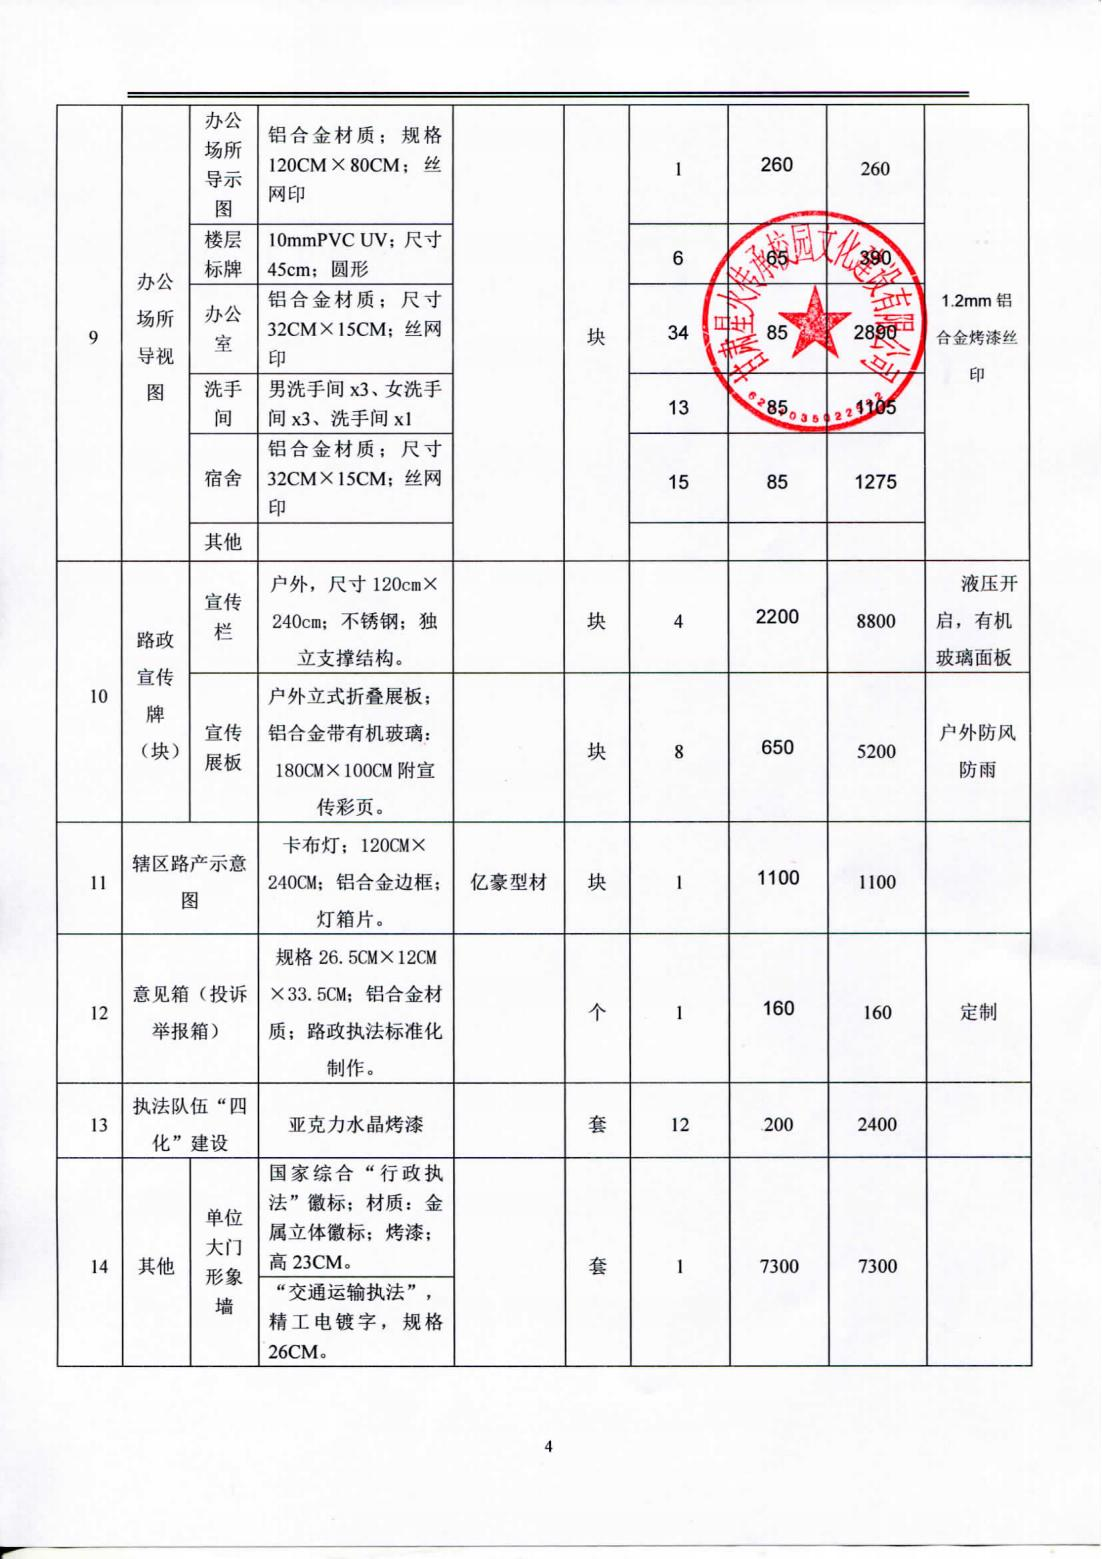 9
办公
场所
导视
图
办公
场所
导示
图
铝合金材质；规格
120CM×80CM；丝
网印
块
1
260
260
1.2mm 铝
合金烤漆丝
印
楼层
标牌
10mmPVC UV；尺寸
45cm；圆形
6
65
390
办公
室
铝合金材质；尺寸
32CM×15CM；丝网
印
34
85
2890
洗手
间
男洗手间 x3、女洗手
间 x3、洗手间 x1
13
85
1105
宿舍
铝合金材质；尺寸
32CM×15CM；丝网
印
15
85
1275
其他
甘肃星火传承校园文化建设有限公司
10
路政
宣传
牌
（块）
宣传
栏
户外，尺寸 120cm×
240cm；不锈钢；独
立支撑结构。
块
4
2200
8800
液压开
启，有机
玻璃面板
宣传
展板
户外立式折叠展板；
铝合金带有机玻璃：
180CM×100CM 附宣
传彩页。
块
8
650
5200
户外防风
防雨
11
辖区路产示意
图
卡布灯；120CM×
240CM；铝合金边框；
灯箱片。
亿豪型材
块
1
1100
1100
12
意见箱（投诉
举报箱）
规格 26.5CM×12CM
×33.5CM；铝合金材
质；路政执法标准化
制作。
个
1
160
160
定制
13
执法队伍“四
化”建设
亚克力水晶烤漆
套
12
200
2400
14
其他
单位
大门
形象
墙
国家综合“行政执
法”徽标；材质：金
属立体徽标；烤漆；
高 23CM。
“交通运输执法”，
精工电镀字，规格
26CM。
套
1
7300
7300
4